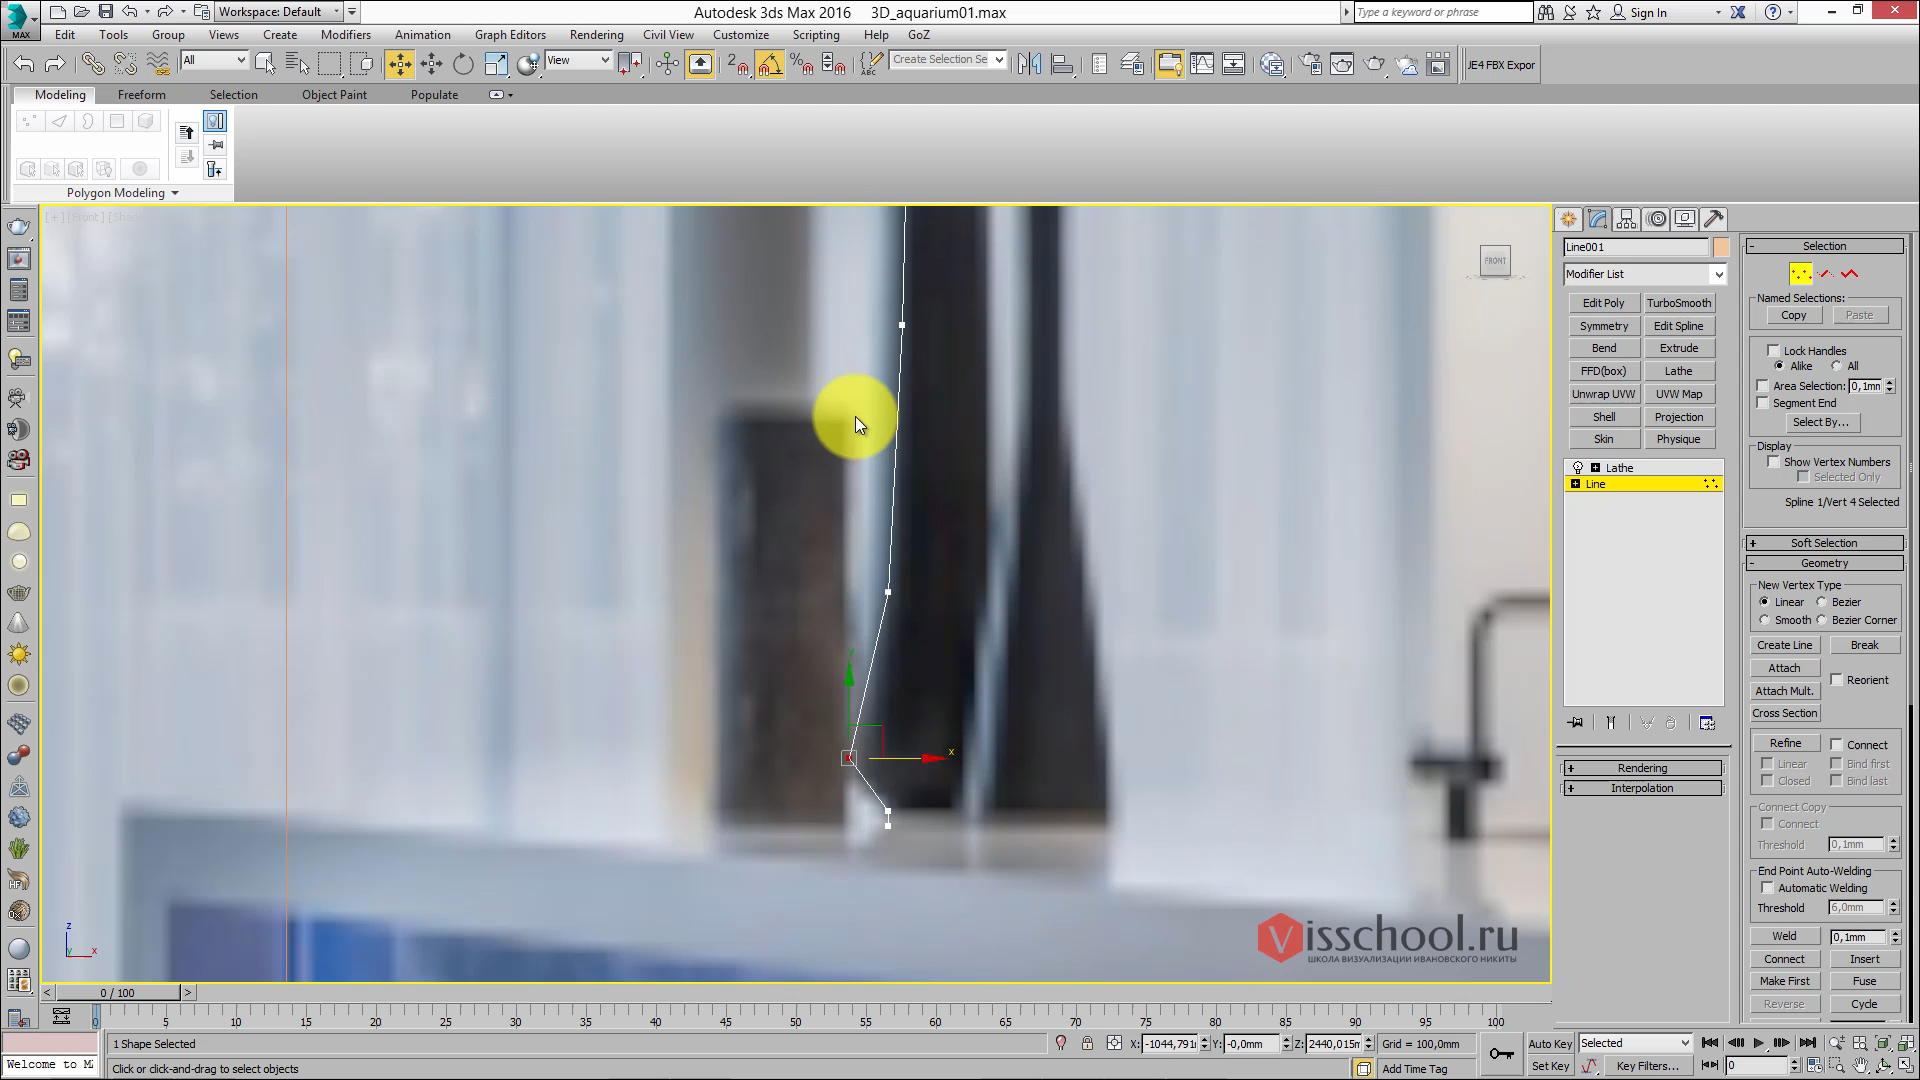 Workspace: Default
Autodesk 3ds Max 2016 3D_aquarium01.max
Type a keyword or phrase
Sign In
MAX
Edit Tools Group Views Create Modifiers Animation Graph Editors Rendering Civil View Customize Scripting Help GoZ
All View Create Selection Se JE4 FBX Expor
Modeling Freeform Selection Object Paint Populate
Polygon Modeling
FRONT
Line001
Modifier List
Edit Poly TurboSmooth
Symmetry Edit Spline
Bend Extrude
FFD(box) Lathe
Unwrap UVW UVW Map
Shell Projection
Skin Physique
Lathe
Line
Rendering
Interpolation
Selection
Named Selections:
Copy Paste
Lock Handles
Alike All
Area Selection: 0,1mm
Segment End
Select By...
Display
Show Vertex Numbers
Selected Only
Spline 1/Vert 4 Selected
Soft Selection
Geometry
New Vertex Type
Linear Bezier
Smooth Bezier Corner
Create Line Break
Attach
Reorient
Attach Mult.
Cross Section
Refine Connect
Linear Bind first
Closed Bind last
Connect Copy
Connect
Threshold 0,1mm
End Point Auto-Welding
Automatic Welding
Threshold 6,0mm
Weld 0,1mm
Connect Insert
Make First Fuse
Reverse Cycle
x
z
x
Visschool.ru
ШКОЛА ВИЗУАЛИЗАЦИИ ИВАНОВСКОГО НИКИТЫ
< 0 / 100 >
0 5 10 15 20 25 30 35 40 45 50 55 60 65 70 75 80 85 90 95 100
1 Shape Selected
X: -1044,791 Y: -0,0mm Z: 2440,015m Grid = 100,0mm
Auto Key Selected
Welcome to M
Click or click-and-drag to select objects
Add Time Tag
Set Key Key Filters... 0